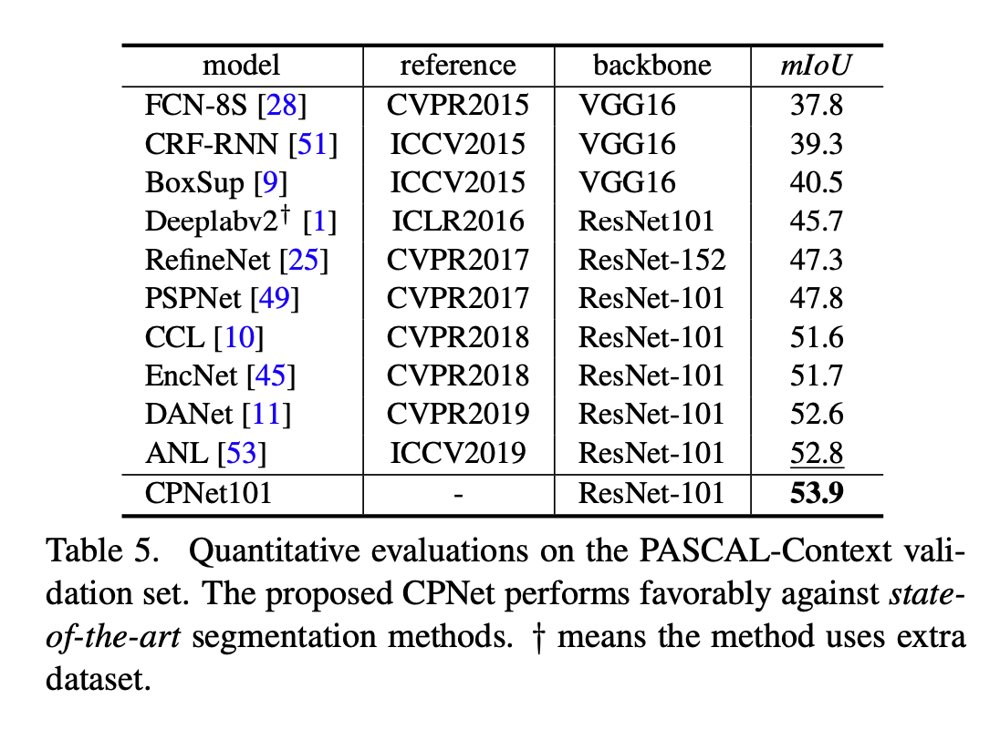 model reference backbone mIoU
FCN-8S [28] CVPR2015 VGG16 37.8
CRF-RNN [51] ICCV2015 VGG16 39.3
BoxSup [9] ICCV2015 VGG16 40.5
Deeplabv2† [1] ICLR2016 ResNet101 45.7
RefineNet [25] CVPR2017 ResNet-152 47.3
PSPNet [49] CVPR2017 ResNet-101 47.8
CCL [10] CVPR2018 ResNet-101 51.6
EncNet [45] CVPR2018 ResNet-101 51.7
DANet [11] CVPR2019 ResNet-101 52.6
ANL [53] ICCV2019 ResNet-101 52.8
CPNet101 - ResNet-101 53.9
Table 5. Quantitative evaluations on the PASCAL-Context vali-
dation set. The proposed CPNet performs favorably against state-
of-the-art segmentation methods. † means the method uses extra
dataset.